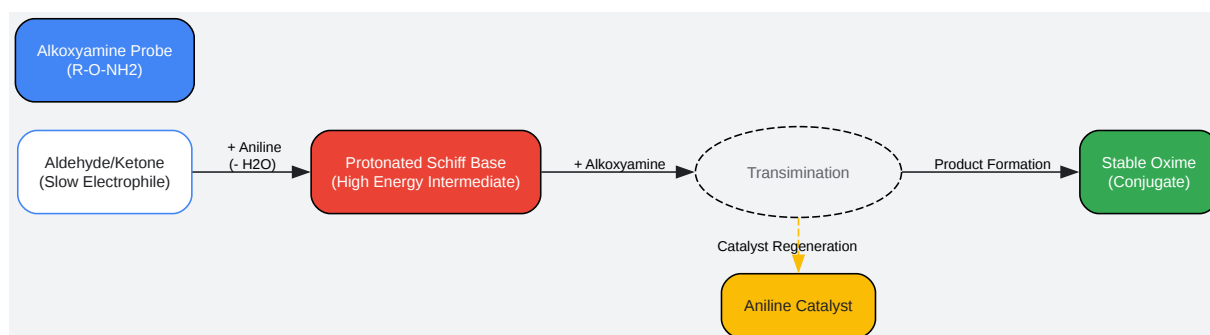 Alkoxyamine Probe
(R-O-NH2)
Aldehyde/Ketone
(Slow Electrophile)
+ Aniline
(- H2O)
Protonated Schiff Base
(High Energy Intermediate)
+ Alkoxyamine
Transimination
Product Formation
Stable Oxime
(Conjugate)
Catalyst Regeneration
Aniline Catalyst